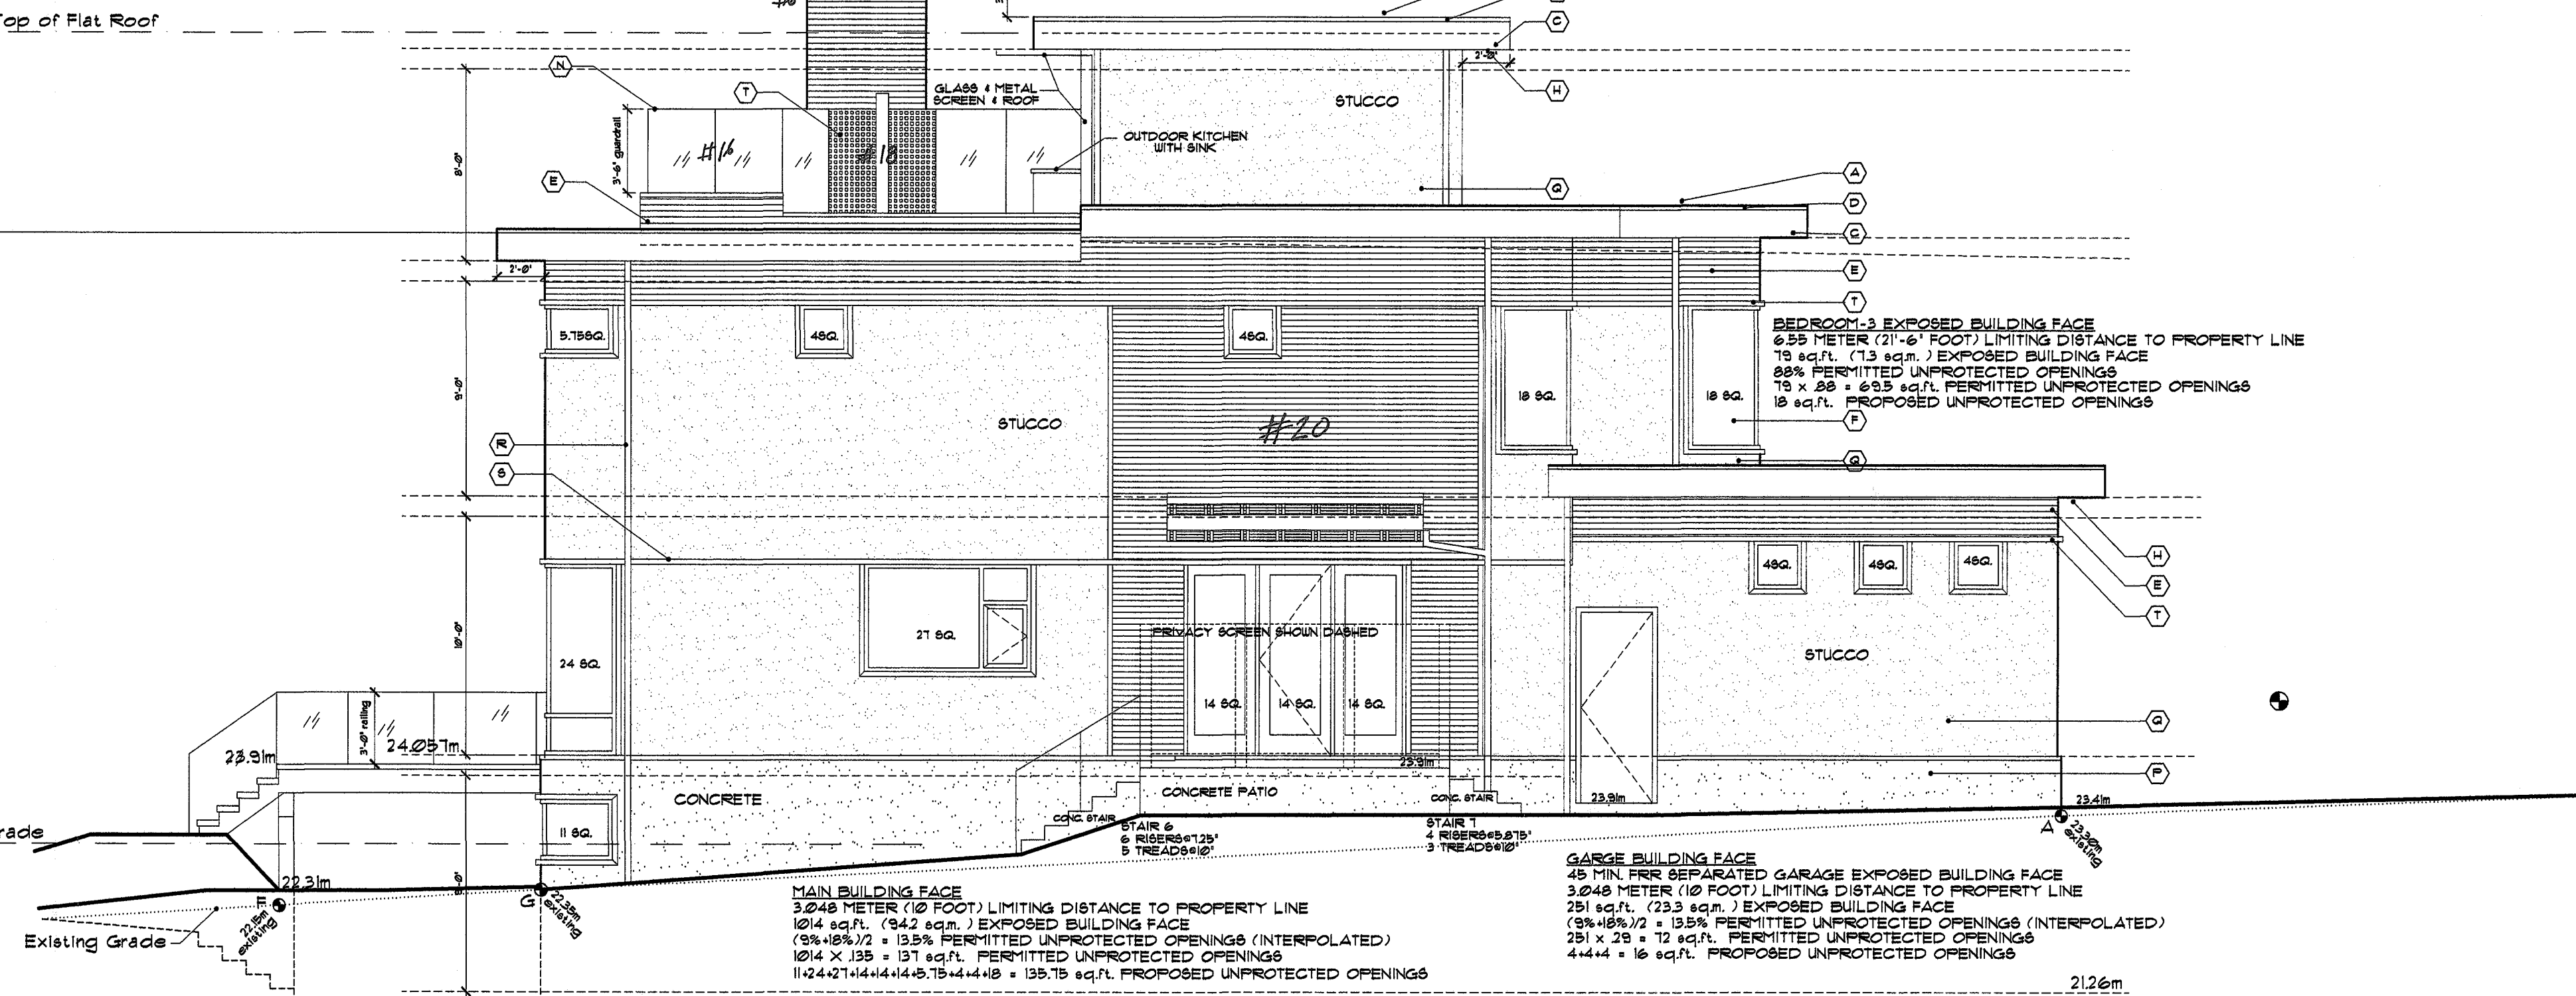 Top of Flat Roof
C
N
2'-0"
T
GLASS & METAL
SCREEN & ROOF
H
STUCCO
8'-0"
3'-6" guardrail
#16
#18
OUTDOOR KITCHEN
WITH SINK
E
Q
A
D
C
2'-0"
E
T
5.75SQ.
4SQ.
4SQ.
BEDROOM-3 EXPOSED BUILDING FACE
6.55 METER (21'-6" FOOT) LIMITING DISTANCE TO PROPERTY LINE
79 sq.ft. (7.3 sq.m. ) EXPOSED BUILDING FACE
88% PERMITTED UNPROTECTED OPENINGS
79 x .88 = 69.5 sq.ft. PERMITTED UNPROTECTED OPENINGS
18 sq.ft. PROPOSED UNPROTECTED OPENINGS
9'-0"
18 SQ.
18 SQ.
F
STUCCO
#20
R
S
Q
H
E
T
4SQ.
4SQ.
4SQ.
10'-0"
27 SQ.
PRIVACY SCREEN SHOWN DASHED
24 SQ.
STUCCO
14 SQ.
14 SQ.
14 SQ.
3'-0" railing
Q
23.91m
24.057m
23.91m
P
CONCRETE
CONCRETE PATIO
CONC. STAIR
23.91m
23.41m
CONC. STAIR
11 SQ.
rade
STAIR 6
6 RISERS@7.25"
5 TREADS@10"
STAIR 7
4 RISERS@5.875"
3 TREADS@10"
A
23.30m
existing
22.31m
F
22.15m
existing
G
22.35m
existing
8'-0"
Existing Grade
MAIN BUILDING FACE
3.048 METER (10 FOOT) LIMITING DISTANCE TO PROPERTY LINE
1014 sq.ft. (94.2 sq.m. ) EXPOSED BUILDING FACE
(9%+18%)/2 = 13.5% PERMITTED UNPROTECTED OPENINGS (INTERPOLATED)
1014 X .135 = 137 sq.ft. PERMITTED UNPROTECTED OPENINGS
11+24+27+14+14+14+5.75+4+4+18 = 135.75 sq.ft. PROPOSED UNPROTECTED OPENINGS
GARGE BUILDING FACE
45 MIN. FRR SEPARATED GARAGE EXPOSED BUILDING FACE
3.048 METER (10 FOOT) LIMITING DISTANCE TO PROPERTY LINE
251 sq.ft. (23.3 sq.m. ) EXPOSED BUILDING FACE
(9%+18%)/2 = 13.5% PERMITTED UNPROTECTED OPENINGS (INTERPOLATED)
251 x .29 = 72 sq.ft. PERMITTED UNPROTECTED OPENINGS
4+4+4 = 16 sq.ft. PROPOSED UNPROTECTED OPENINGS
21.26m